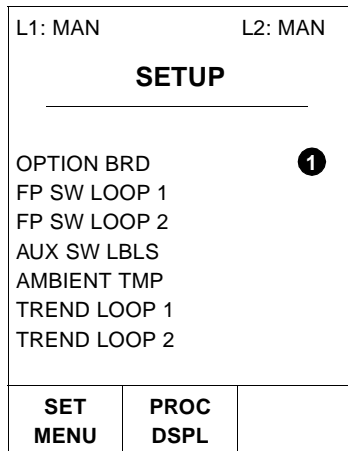 L1: MAN L2: MAN
SETUP
OPTION BRD 1
FP SW LOOP 1
FP SW LOOP 2
AUX SW LBLS
AMBIENT TMP
TREND LOOP 1
TREND LOOP 2
SET PROC
MENU DSPL